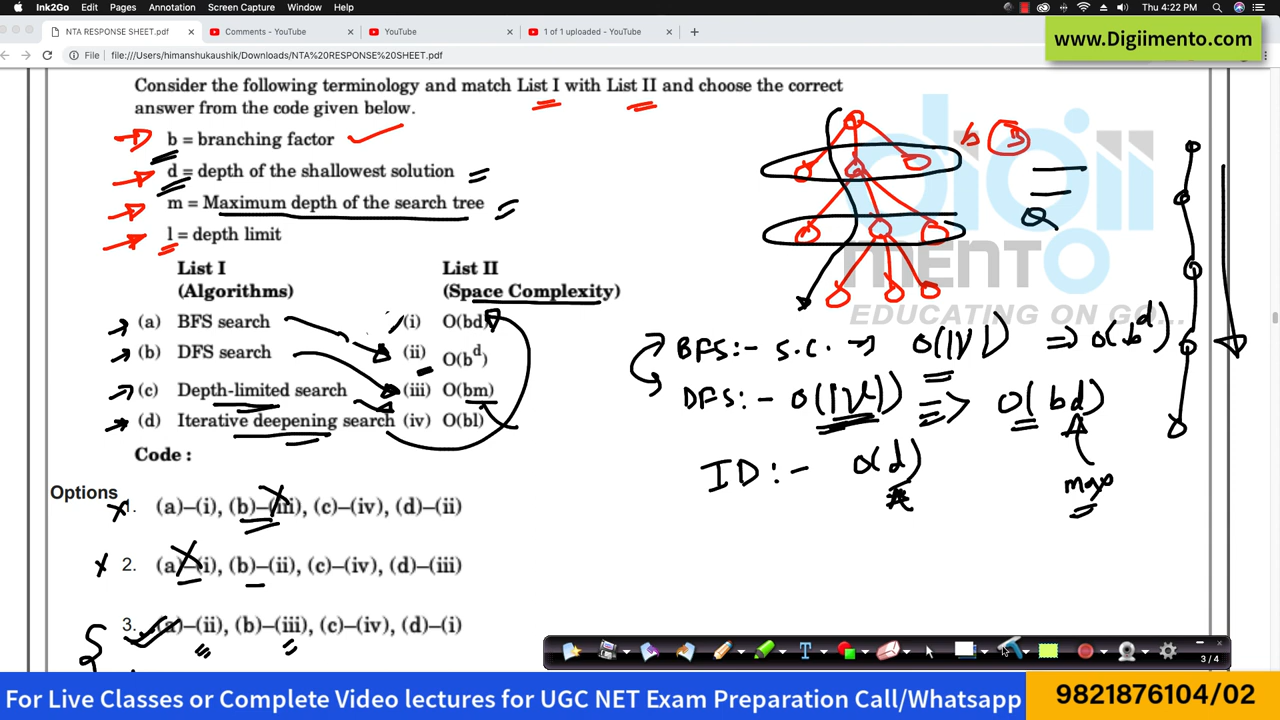 Ink2Go File Edit Pages Annotation Screen Capture Window Help
Thu 4:22 PM
NTA RESPONSE SHEET.pdf × Comments - YouTube × YouTube × 1 of 1 uploaded - YouTube × +
File file:///Users/himanshukaushik/Downloads/NTA%20RESPONSE%20SHEET.pdf
www.Digiimento.com
Consider the following terminology and match List I with List II and choose the correct
answer from the code given below.
b = branching factor
d = depth of the shallowest solution
m = Maximum depth of the search tree
l = depth limit
List I List II
(Algorithms) (Space Complexity)
(a) BFS search (i) O(bd)
(b) DFS search (ii) O(b^d)
(c) Depth-limited search (iii) O(bm)
(d) Iterative deepening search (iv) O(bl)
Code :
Options
1. (a)–(i), (b)–(iii), (c)–(iv), (d)–(ii)
2. (a)–(i), (b)–(ii), (c)–(iv), (d)–(iii)
3. (a)–(ii), (b)–(iii), (c)–(iv), (d)–(i)
b 3
digii
MENTO
EDUCATING ON GO...
BFS:- S.C. → O(|V|) ⇒ O(b^d)
DFS:- O(|V|) => O(bd)
max
ID:- O(d)
3 / 4
For Live Classes or Complete Video lectures for UGC NET Exam Preparation Call/Whatsapp
9821876104/02